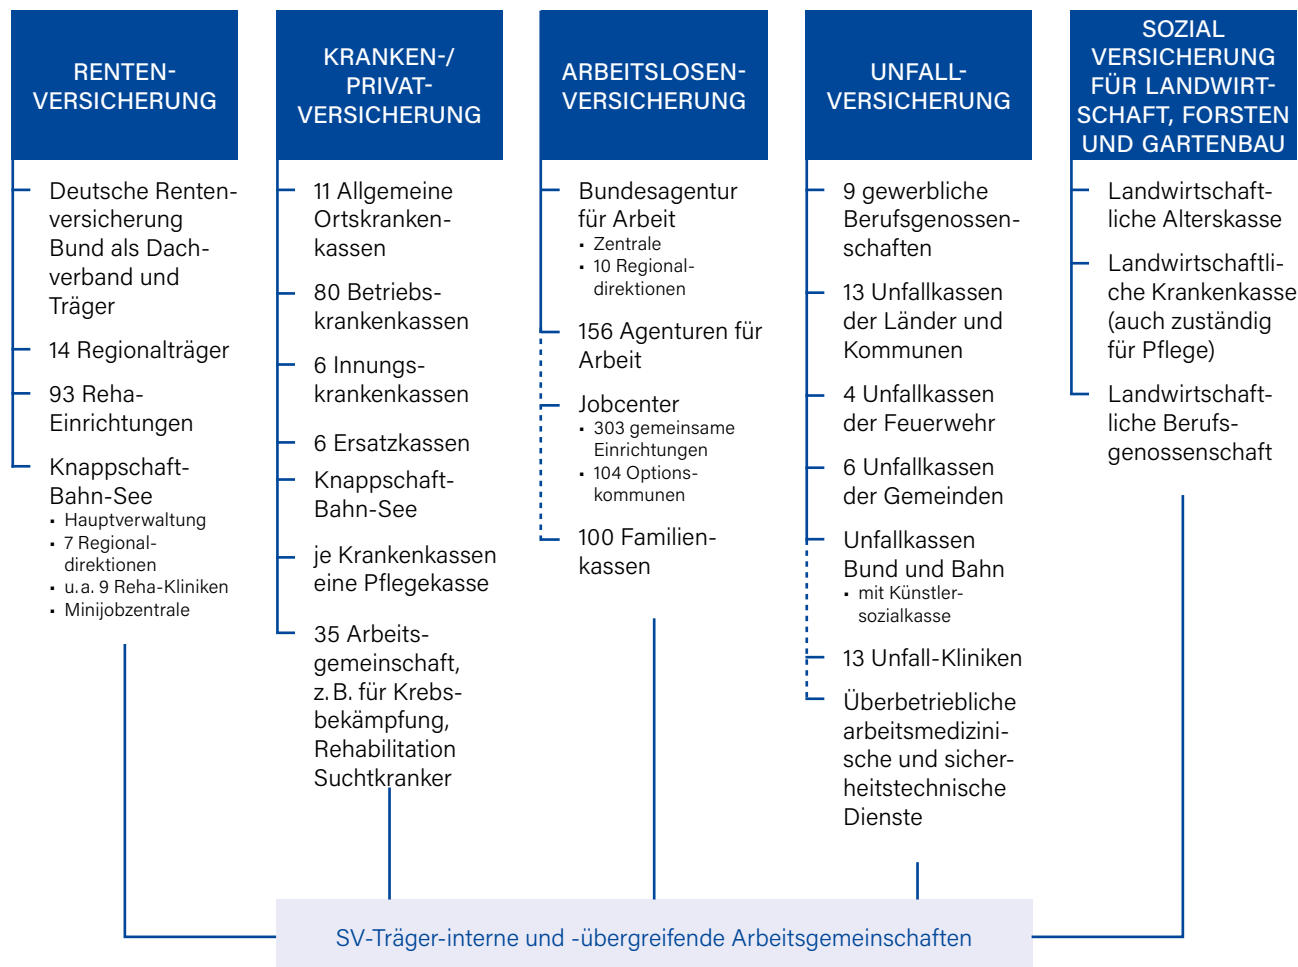 RENTEN-
VERSICHERUNG
Deutsche Renten-
versicherung
Bund als Dach-
verband und
Träger
14 Regionalträger
93 Reha-
Einrichtungen
Knappschaft-
Bahn-See
▪ Hauptverwaltung
▪ 7 Regional-
direktionen
▪ u. a. 9 Reha-Kliniken
▪ Minijobzentrale
KRANKEN-/
PRIVAT-
VERSICHERUNG
11 Allgemeine
Ortskranken-
kassen
80 Betriebs-
krankenkassen
6 Innungs-
krankenkassen
6 Ersatzkassen
Knappschaft-
Bahn-See
je Krankenkassen
eine Pflegekasse
35 Arbeits-
gemeinschaft,
z. B. für Krebs-
bekämpfung,
Rehabilitation
Suchtkranker
ARBEITSLOSEN-
VERSICHERUNG
Bundesagentur
für Arbeit
▪ Zentrale
▪ 10 Regional-
direktionen
156 Agenturen für
Arbeit
Jobcenter
▪ 303 gemeinsame
Einrichtungen
▪ 104 Options-
kommunen
100 Familien-
kassen
UNFALL-
VERSICHERUNG
9 gewerbliche
Berufsgenossen-
schaften
13 Unfallkassen
der Länder und
Kommunen
4 Unfallkassen
der Feuerwehr
6 Unfallkassen
der Gemeinden
Unfallkassen
Bund und Bahn
▪ mit Künstler-
sozialkasse
13 Unfall-Kliniken
Überbetriebliche
arbeitsmedizini-
sche und sicher-
heitstechnische
Dienste
SOZIAL
VERSICHERUNG
FÜR LANDWIRT-
SCHAFT, FORSTEN
UND GARTENBAU
Landwirtschaft-
liche Alterskasse
Landwirtschaftli-
che Krankenkasse
(auch zuständig
für Pflege)
Landwirtschaft-
liche Berufs-
genossenschaft
SV-Träger-interne und -übergreifende Arbeitsgemeinschaften